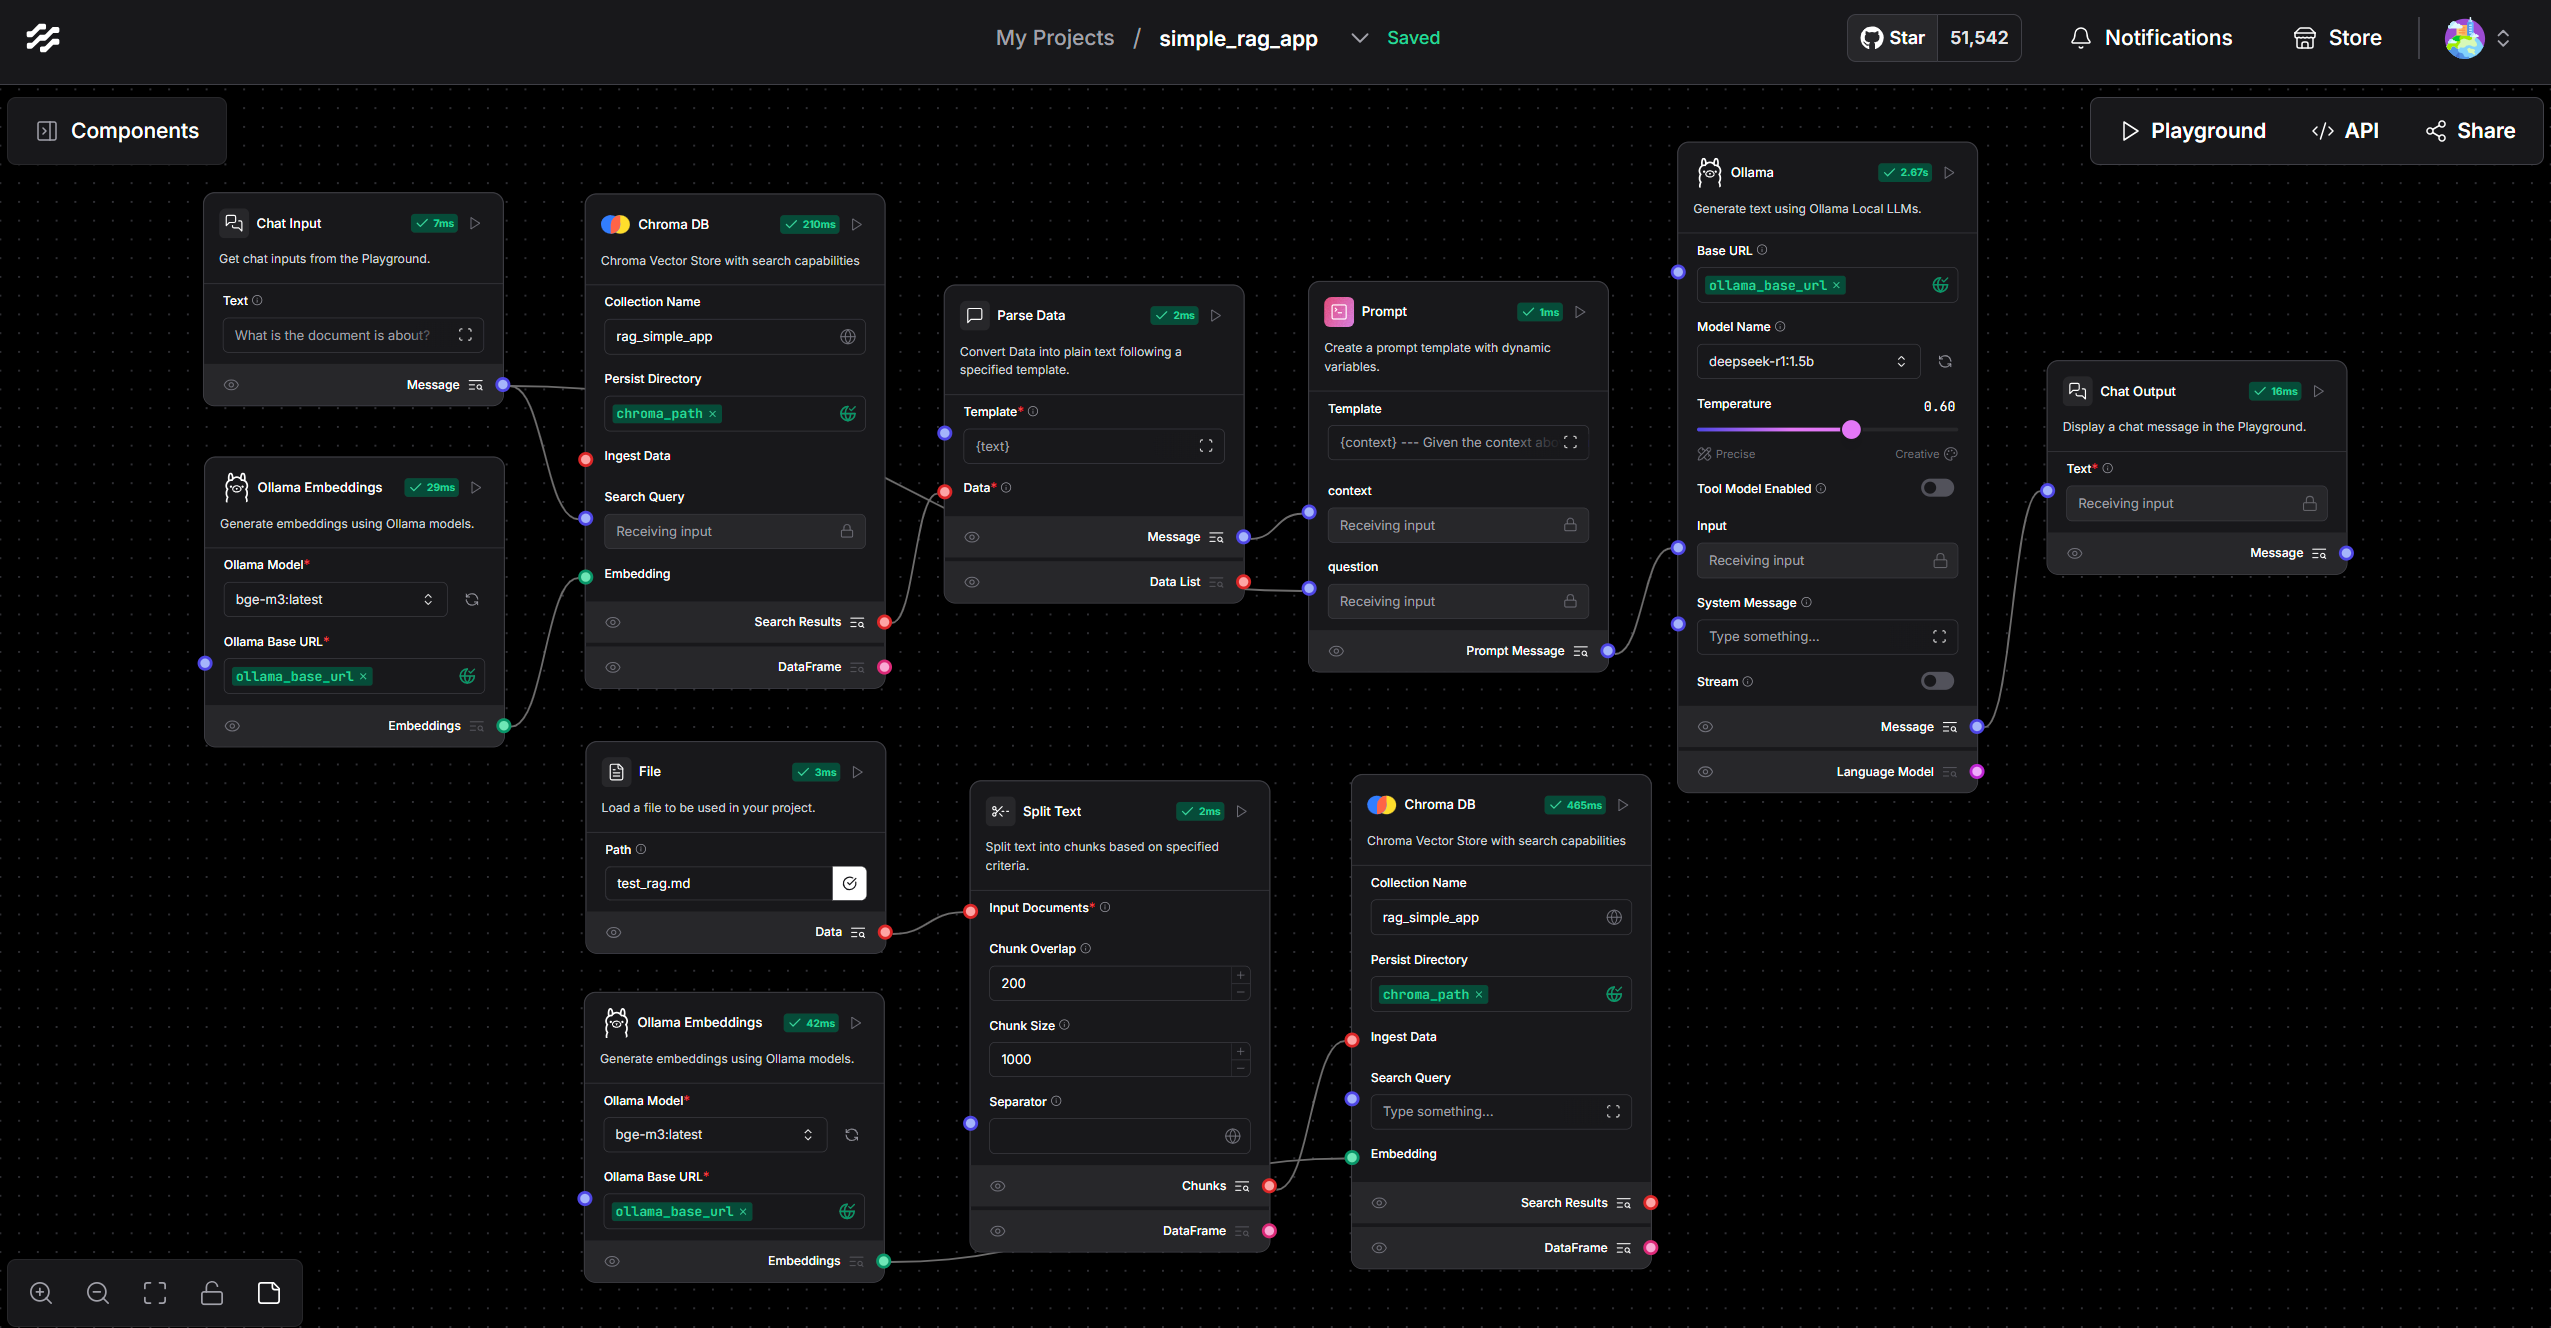 My Projects / simple_rag_app Saved
Star 51,542
Notifications
Store
Components
Playground
API
Share
Chat Input
7ms
Get chat inputs from the Playground.
Text
What is the document is about?
Message
Ollama Embeddings
29ms
Generate embeddings using Ollama models.
Ollama Model*
bge-m3:latest
Ollama Base URL*
ollama_base_url ×
Embeddings
Chroma DB
210ms
Chroma Vector Store with search capabilities
Collection Name
rag_simple_app
Persist Directory
chroma_path ×
Ingest Data
Search Query
Receiving input
Embedding
Search Results
DataFrame
Parse Data
2ms
Convert Data into plain text following a
specified template.
Template*
{text}
Data*
Message
Data List
Prompt
1ms
Create a prompt template with dynamic
variables.
Template
{context} --- Given the context abo
context
Receiving input
question
Receiving input
Prompt Message
Ollama
2.67s
Generate text using Ollama Local LLMs.
Base URL
ollama_base_url ×
Model Name
deepseek-r1:1.5b
Temperature
0.60
Precise
Creative
Tool Model Enabled
Input
Receiving input
System Message
Type something...
Stream
Message
Language Model
Chat Output
16ms
Display a chat message in the Playground.
Text*
Receiving input
Message
File
3ms
Load a file to be used in your project.
Path
test_rag.md
Data
Ollama Embeddings
42ms
Generate embeddings using Ollama models.
Ollama Model*
bge-m3:latest
Ollama Base URL*
ollama_base_url ×
Embeddings
Split Text
2ms
Split text into chunks based on specified
criteria.
Input Documents*
Chunk Overlap
200
Chunk Size
1000
Separator
Chunks
DataFrame
Chroma DB
465ms
Chroma Vector Store with search capabilities
Collection Name
rag_simple_app
Persist Directory
chroma_path ×
Ingest Data
Search Query
Type something...
Embedding
Search Results
DataFrame